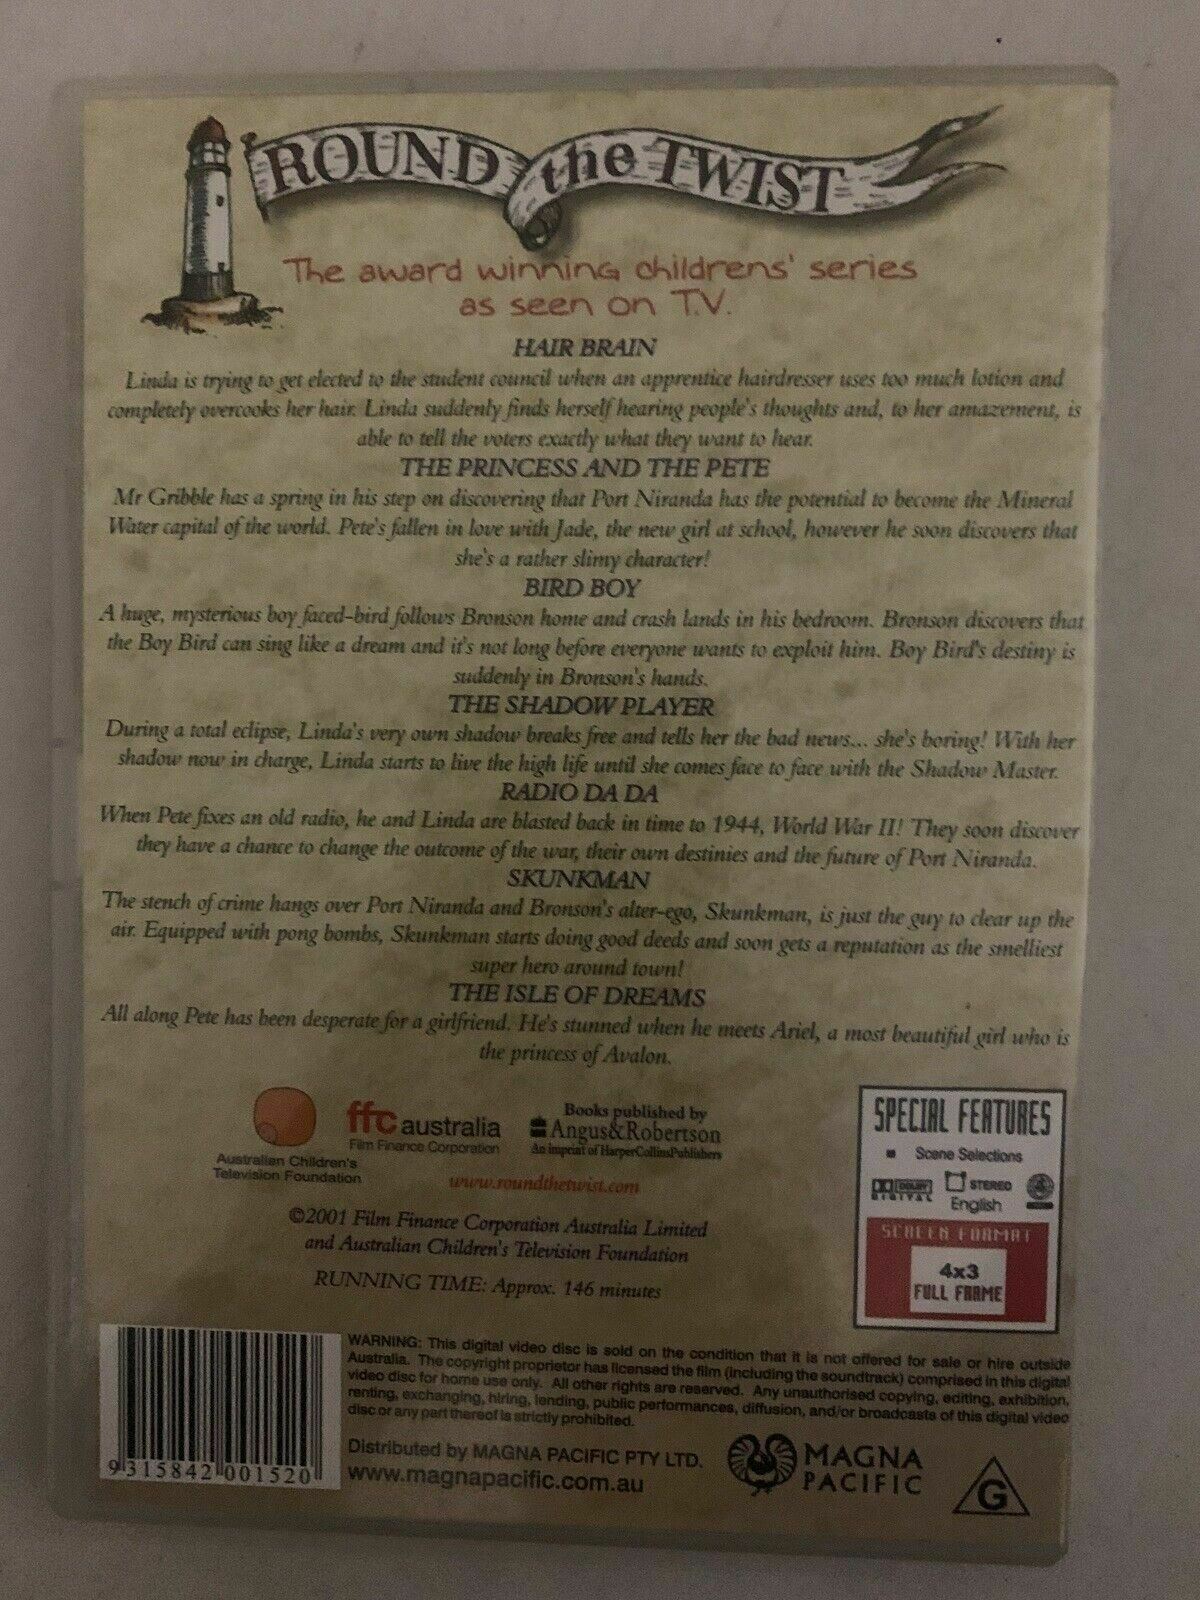 ROUND the TWIST
The award winning childrens' series
as seen on T.V.
HAIR BRAIN
Linda is trying to get elected to the student council when an apprentice hairdresser uses too much lotion and
completely overcooks her hair. Linda suddenly finds herself hearing people's thoughts and, to her amazement, is
able to tell the voters exactly what they want to hear.
THE PRINCESS AND THE PETE
Mr Gribble has a spring in his step on discovering that Port Niranda has the potential to become the Mineral
Water capital of the world. Pete's fallen in love with Jade, the new girl at school, however he soon discovers that
she's a rather slimy character!
BIRD BOY
A huge, mysterious boy faced-bird follows Bronson home and crash lands in his bedroom. Bronson discovers that
the Boy Bird can sing like a dream and it's not long before everyone wants to exploit him. Boy Bird's destiny is
suddenly in Bronson's hands.
THE SHADOW PLAYER
During a total eclipse, Linda's very own shadow breaks free and tells her the bad news... she's boring! With her
shadow now in charge, Linda starts to live the high life until she comes face to face with the Shadow Master.
RADIO DA DA
When Pete fixes an old radio, he and Linda are blasted back in time to 1944, World War II! They soon discover
they have a chance to change the outcome of the war, their own destinies and the future of Port Niranda.
SKUNKMAN
The stench of crime hangs over Port Niranda and Bronson's alter-ego, Skunkman, is just the guy to clear up the
air. Equipped with pong bombs, Skunkman starts doing good deeds and soon gets a reputation as the smelliest
super hero around town!
THE ISLE OF DREAMS
All along Pete has been desperate for a girlfriend. He's stunned when he meets Ariel, a most beautiful girl who is
the princess of Avalon.
Australian Children's
Television Foundation
ffc australia
Film Finance Corporation
Books published by
Angus&Robertson
An imprint of HarperCollinsPublishers
www.roundthetwist.com
©2001 Film Finance Corporation Australia Limited
and Australian Children's Television Foundation
RUNNING TIME: Approx. 146 minutes
SPECIAL FEATURES
Scene Selections
DOLBY
DIGITAL
STEREO
English
4
SCREEN FORMAT
4x3
FULL FRAME
WARNING: This digital video disc is sold on the condition that it is not offered for sale or hire outside
Australia. The copyright proprietor has licensed the film (including the soundtrack) comprised in this digital
video disc for home use only. All other rights are reserved. Any unauthorised copying, editing, exhibition,
renting, exchanging, hiring, lending, public performances, diffusion, and/or broadcasts of this digital video
disc or any part thereof is strictly prohibited.
9 315842 001520
Distributed by MAGNA PACIFIC PTY LTD.
www.magnapacific.com.au
MAGNA
PACIFIC
G